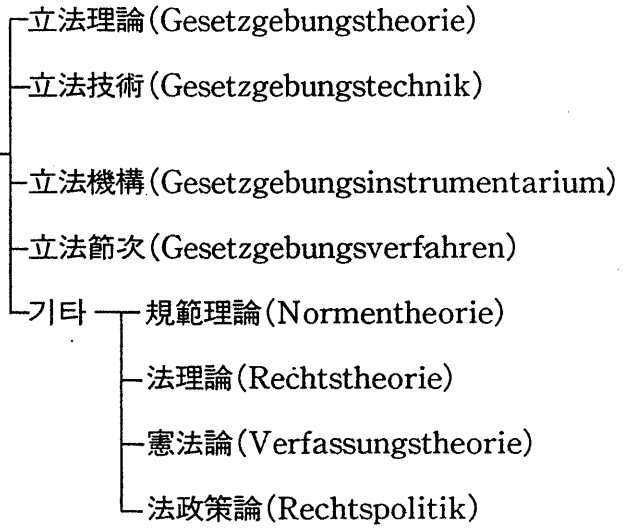 立法理論(Gesetzgebungstheorie)
立法技術(Gesetzgebungstechnik)
立法機構(Gesetzgebungsinstrumentarium)
立法節次(Gesetzgebungsverfahren)
기타 規範理論(Normentheorie)
法理論(Rechtstheorie)
憲法論(Verfassungstheorie)
法政策論(Rechtspolitik)